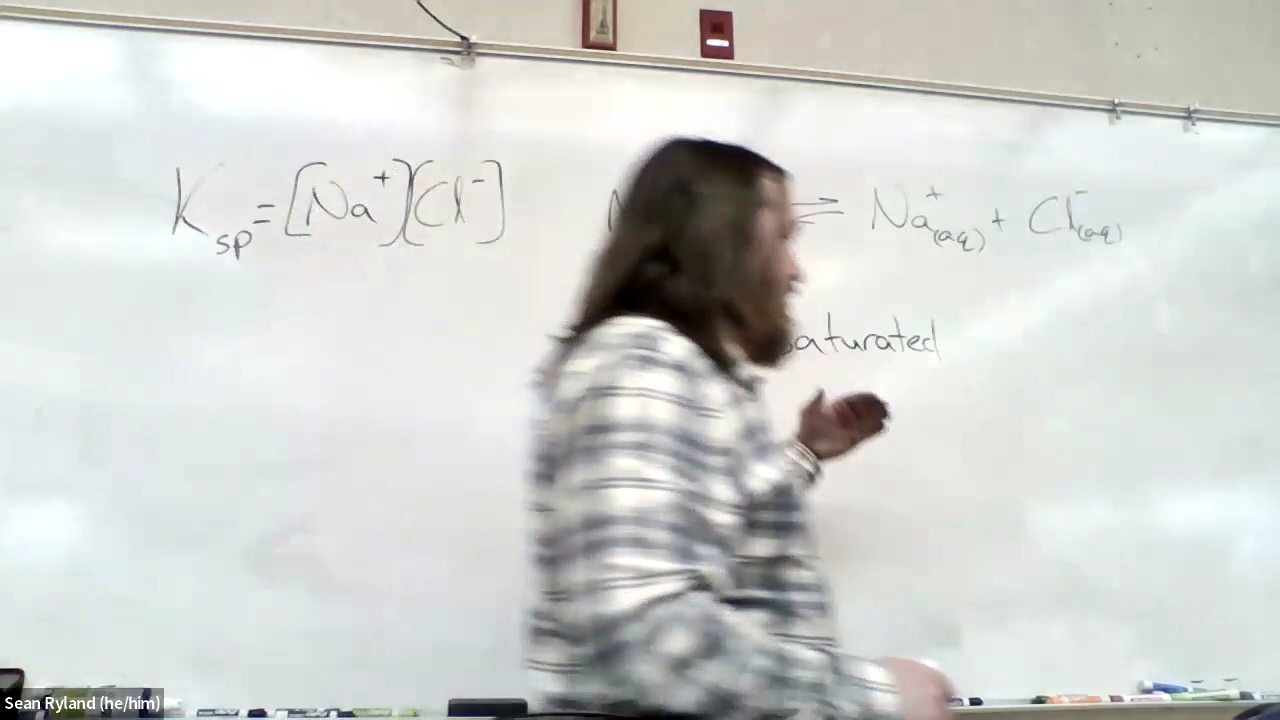 Ksp = [Na⁺][Cl⁻] N ⇌ Na⁺(aq) + Cl⁻(aq)
saturated
Sean Ryland (he/him)